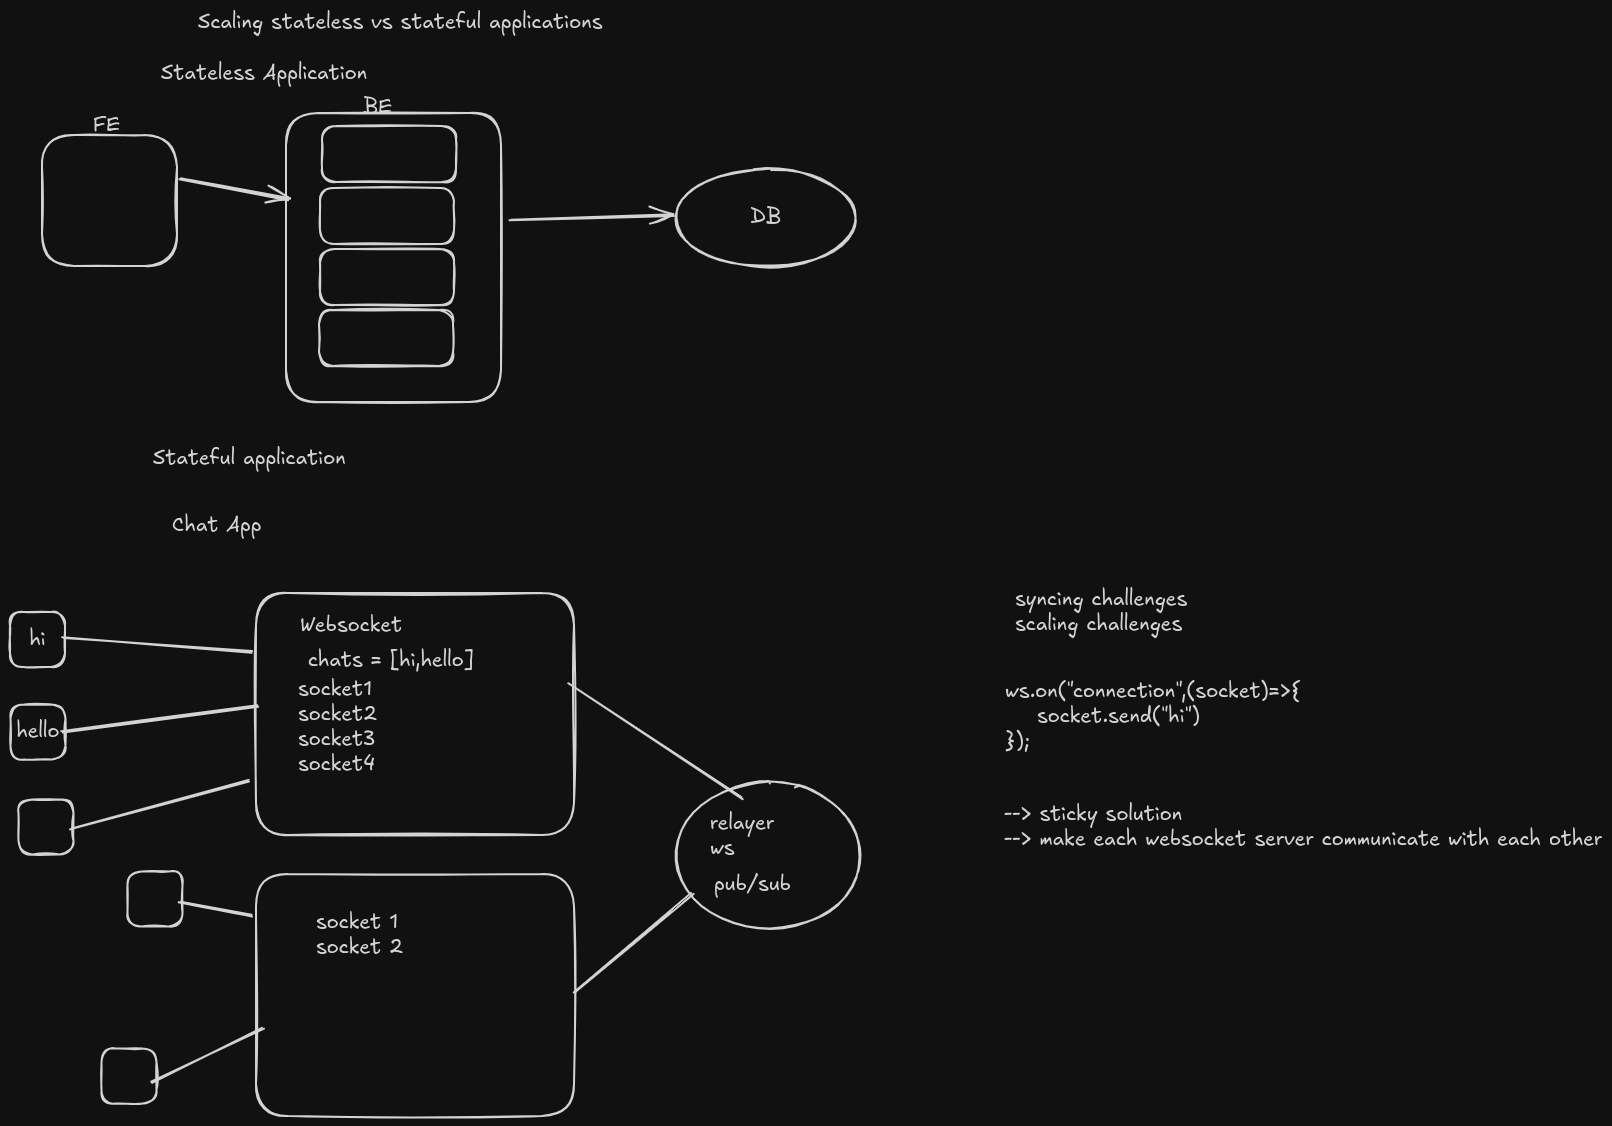 Scaling stateless vs stateful applications
Stateless Application
BE
FE
DB
Stateful application
Chat App
hi
hello
Websocket
chats = [hi,hello]
socket1
socket2
socket3
socket4
socket 1
socket 2
relayer
ws
pub/sub
syncing challenges
scaling challenges
ws.on("connection",(socket)=>{
socket.send("hi")
});
--> sticky solution
--> make each websocket server communicate with each other